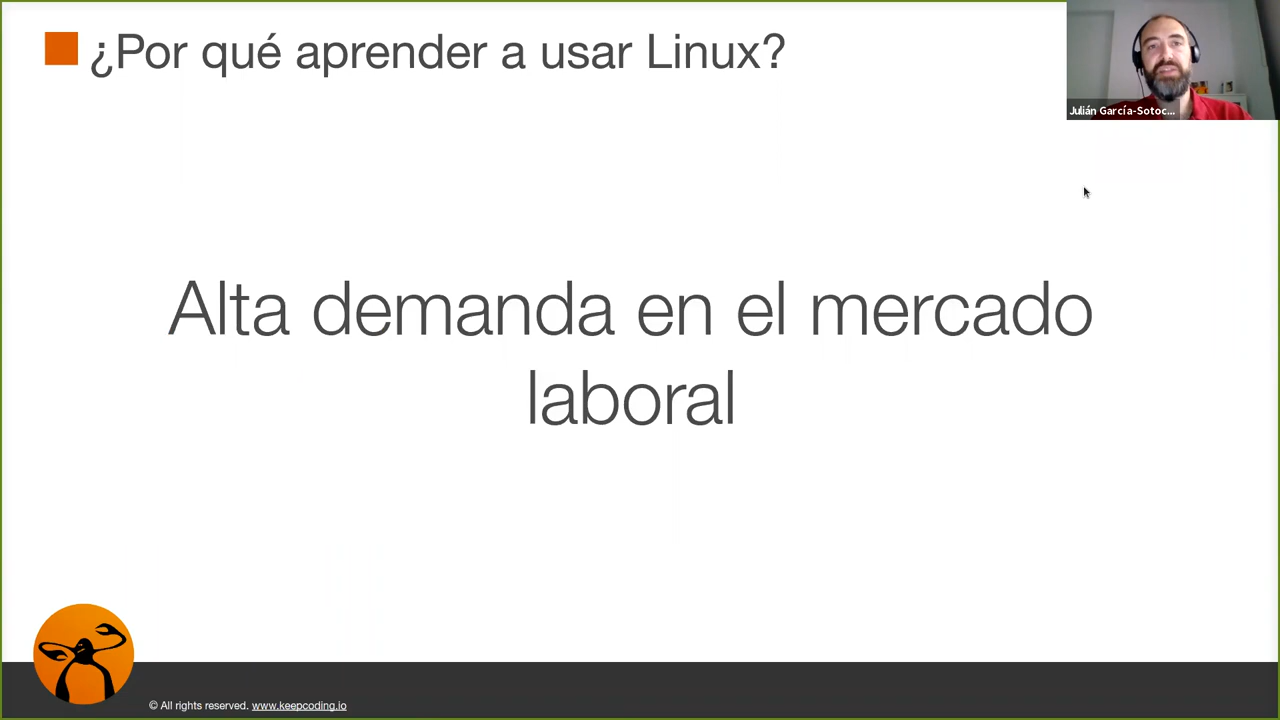 ¿Por qué aprender a usar Linux?
Julián García-Sotoc...
Alta demanda en el mercado
laboral
© All rights reserved. www.keepcoding.io